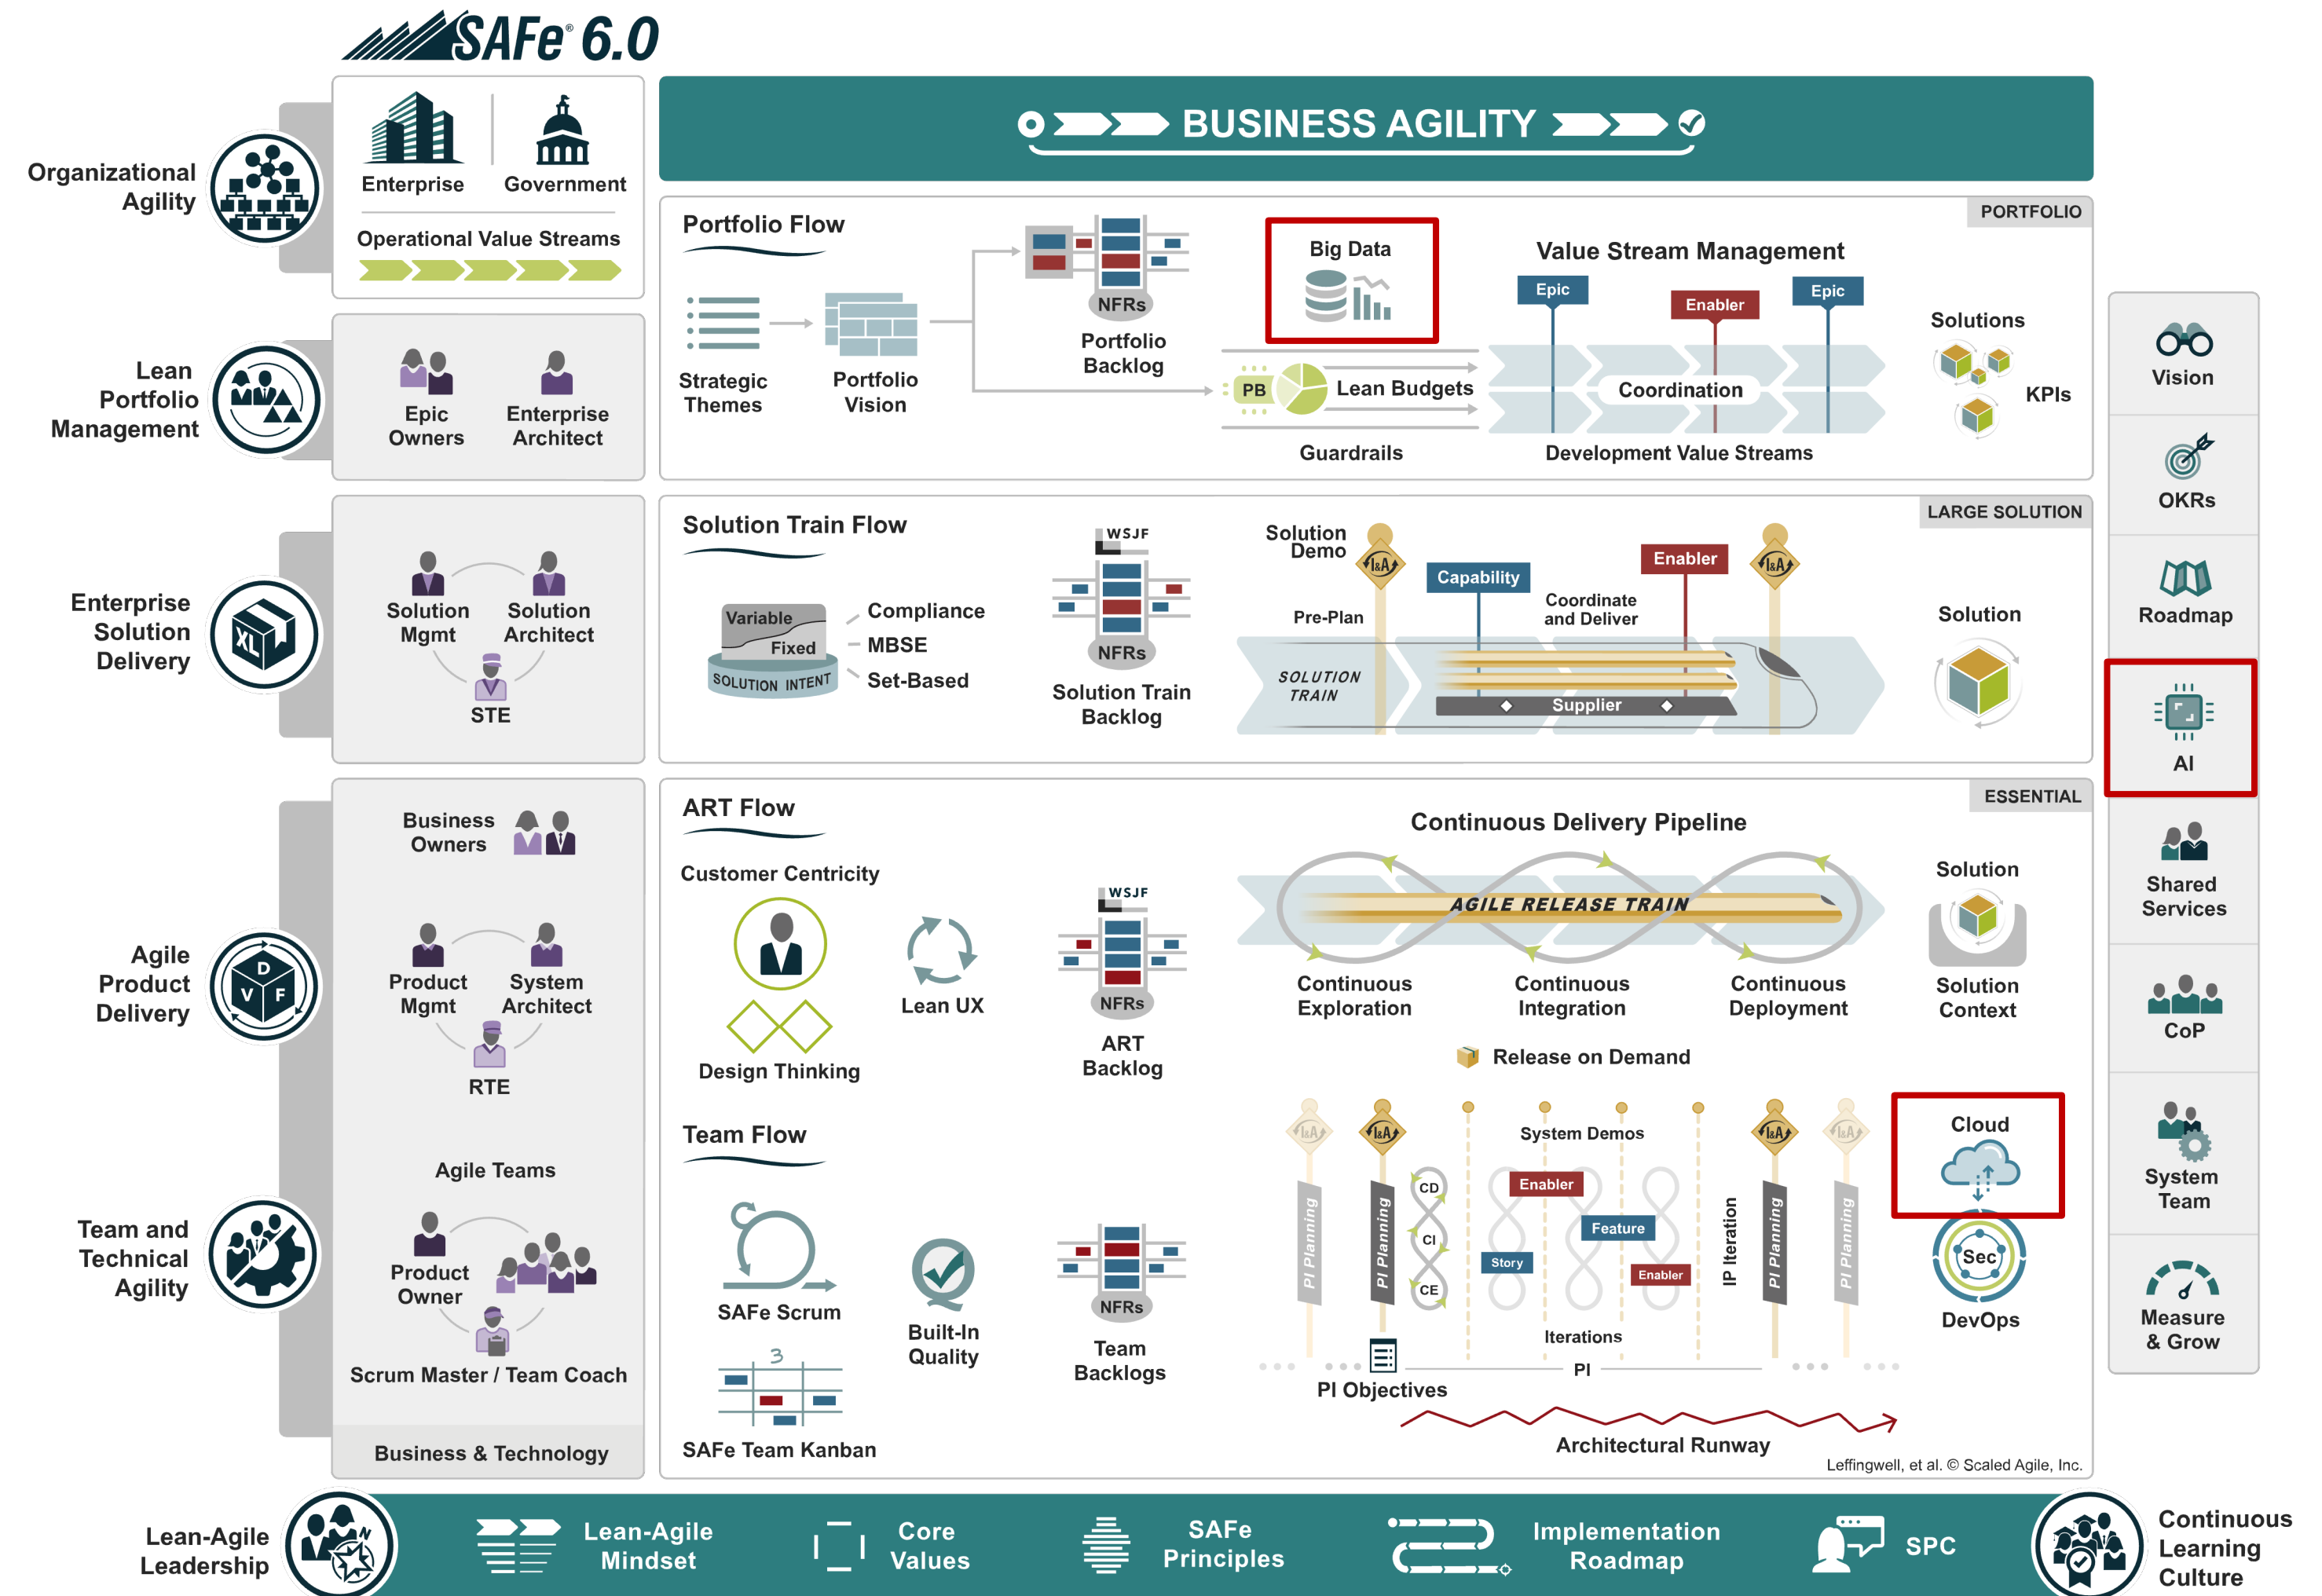 SAFe® 6.0
Organizational
Agility
Enterprise
Government
Operational Value Streams
BUSINESS AGILITY
Lean
Portfolio
Management
Epic
Owners
Enterprise
Architect
PORTFOLIO
Portfolio Flow
Strategic
Themes
Portfolio
Vision
NFRs
Portfolio
Backlog
Big Data
PB
Lean Budgets
Guardrails
Value Stream Management
Epic
Enabler
Epic
Coordination
Development Value Streams
Solutions
KPIs
Enterprise
Solution
Delivery
XL
Solution
Mgmt
Solution
Architect
STE
LARGE SOLUTION
Solution Train Flow
Variable
Fixed
SOLUTION INTENT
Compliance
MBSE
Set-Based
WSJF
NFRs
Solution Train
Backlog
Solution
Demo
I&A
Capability
Enabler
I&A
Pre-Plan
Coordinate
and Deliver
SOLUTION
TRAIN
Supplier
Solution
Agile
Product
Delivery
D
V
F
Business
Owners
Product
Mgmt
System
Architect
RTE
ESSENTIAL
ART Flow
Customer Centricity
Lean UX
Design Thinking
WSJF
NFRs
ART
Backlog
Continuous Delivery Pipeline
AGILE RELEASE TRAIN
Continuous
Exploration
Continuous
Integration
Continuous
Deployment
Release on Demand
Solution
Solution
Context
Team and
Technical
Agility
Agile Teams
Product
Owner
Scrum Master / Team Coach
Business & Technology
Team Flow
SAFe Scrum
Built-In
Quality
3
SAFe Team Kanban
NFRs
Team
Backlogs
I&A
I&A
System Demos
I&A
I&A
PI Planning
PI Planning
CD
CI
CE
Enabler
Feature
Story
Enabler
IP Iteration
PI Planning
PI Planning
Iterations
PI
PI Objectives
Architectural Runway
Cloud
Sec
DevOps
Leffingwell, et al. © Scaled Agile, Inc.
Vision
OKRs
Roadmap
AI
Shared
Services
CoP
System
Team
Measure
& Grow
Lean-Agile
Leadership
N
Lean-Agile
Mindset
Core
Values
SAFe
Principles
Implementation
Roadmap
SPC
Continuous
Learning
Culture